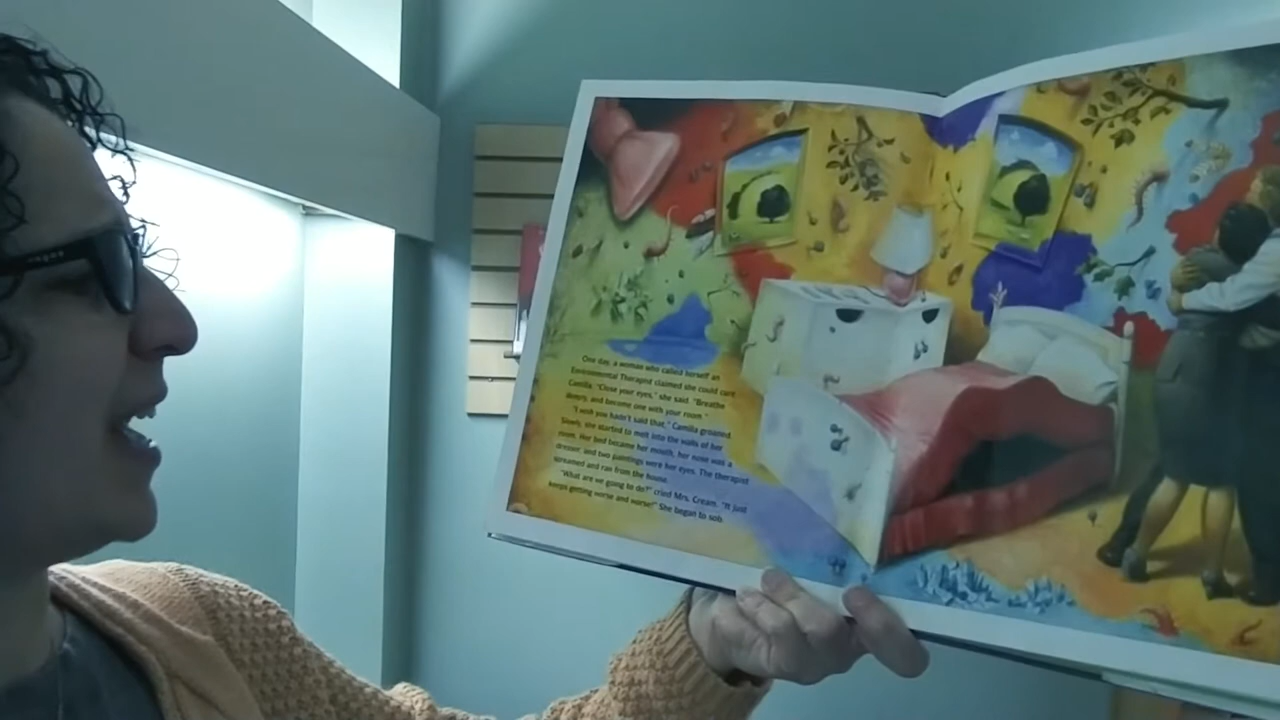 One day, a woman who called herself an
Environmental Therapist claimed she could cure
Camilla. "Close your eyes," she said. "Breathe
deeply, and become one with your room."
"I wish you hadn't said that," Camilla groaned.
Slowly, she started to melt into the walls of her
room. Her bed became her mouth, her nose was a
dresser, and two paintings were her eyes. The therapist
screamed and ran from the house.
"What are we going to do?" cried Mrs. Cream. "It just
keeps getting worse and worse!" She began to sob.